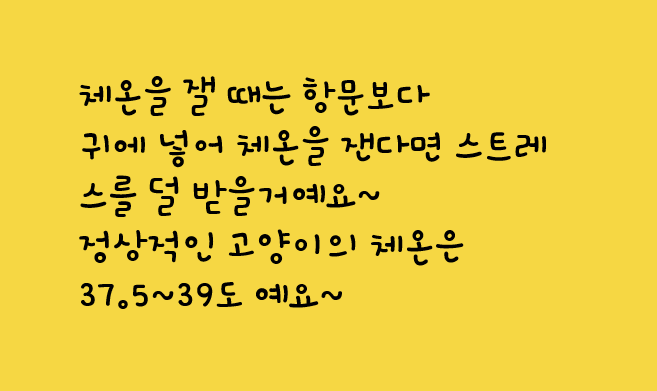 체온을 잴 때는 항문보다
귀에 넣어 체온을 잰다면 스트레
스를 덜 받을거예요~
정상적인 고양이의 체온은
37.5~39도 예요~